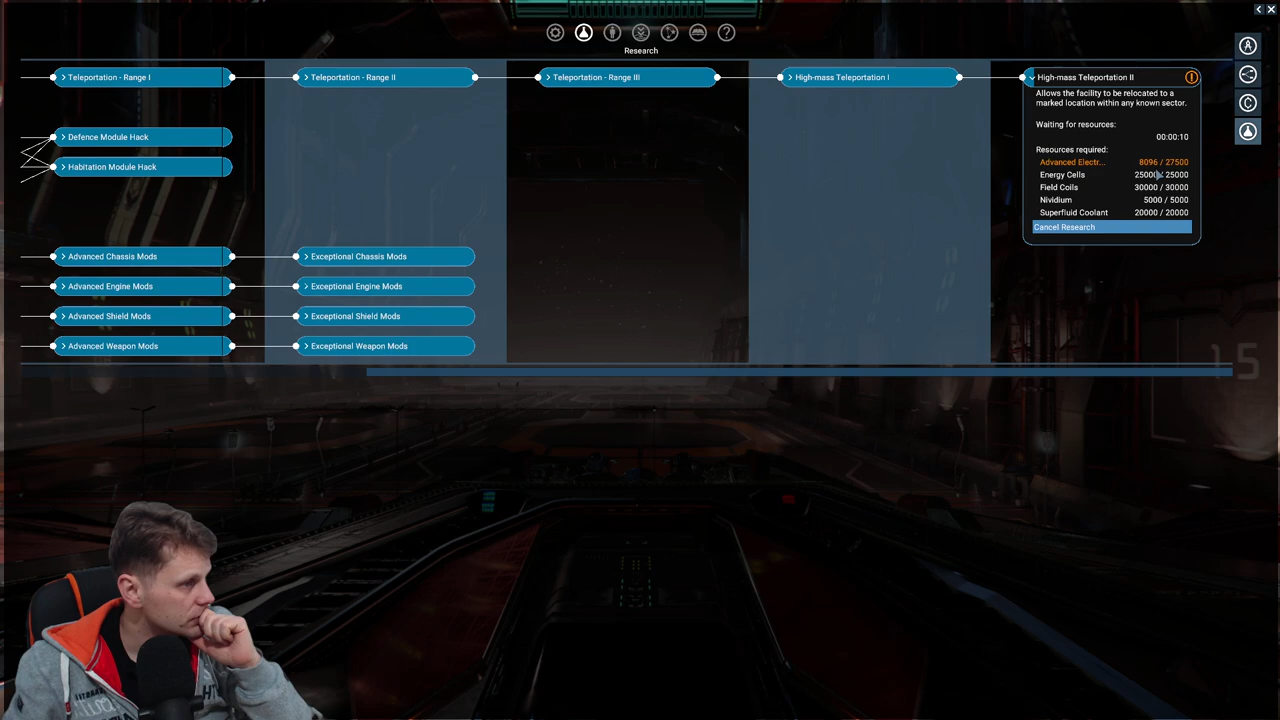 Research
Teleportation - Range I
Teleportation - Range II
Teleportation - Range III
High-mass Teleportation I
High-mass Teleportation II
Allows the facility to be relocated to a
marked location within any known sector.
Waiting for resources:
00:00:10
Resources required:
Advanced Electr... 8096 / 27500
Energy Cells 25000 / 25000
Field Coils 30000 / 30000
Nividium 5000 / 5000
Superfluid Coolant 20000 / 20000
Cancel Research
Defence Module Hack
Habitation Module Hack
Advanced Chassis Mods
Exceptional Chassis Mods
Advanced Engine Mods
Exceptional Engine Mods
Advanced Shield Mods
Exceptional Shield Mods
Advanced Weapon Mods
Exceptional Weapon Mods
15